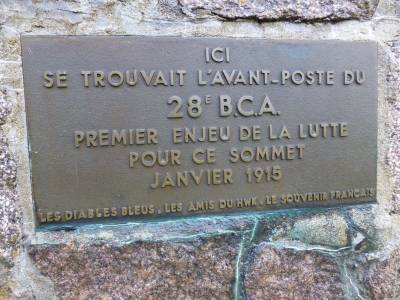 ICI
SE TROUVAIT L'AVANT-POSTE DU
28E B.C.A.
PREMIER ENJEU DE LA LUTTE
POUR CE SOMMET
JANVIER 1915
LES DIABLES BLEUS. LES AMIS DU HWK. LE SOUVENIR FRANÇAIS